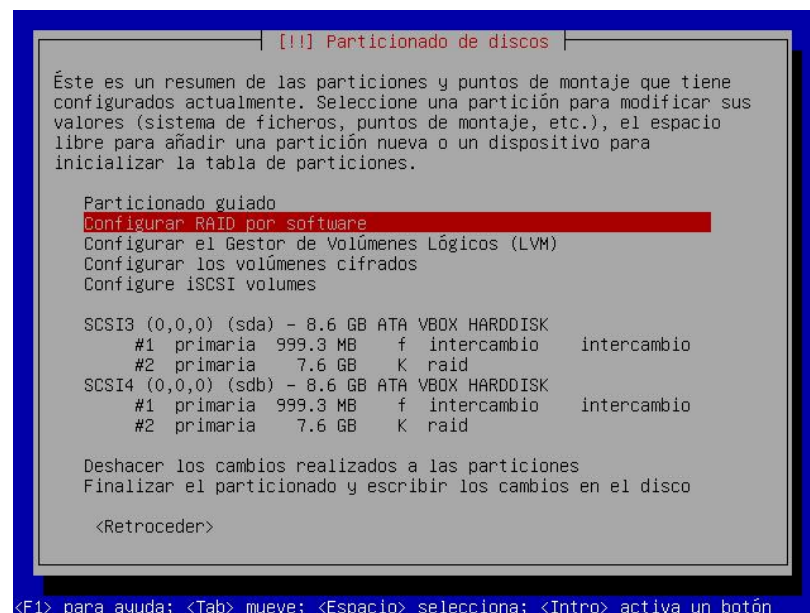 [!!] Particionado de discos
Éste es un resumen de las particiones y puntos de montaje que tiene
configurados actualmente. Seleccione una partición para modificar sus
valores (sistema de ficheros, puntos de montaje, etc.), el espacio
libre para añadir una partición nueva o un dispositivo para
inicializar la tabla de particiones.
Particionado guiado
Configurar RAID por software
Configurar el Gestor de Volúmenes Lógicos (LVM)
Configurar los volúmenes cifrados
Configure iSCSI volumes
SCSI3 (0,0,0) (sda) - 8.6 GB ATA VBOX HARDDISK
#1 primaria 999.3 MB f intercambio intercambio
#2 primaria 7.6 GB K raid
SCSI4 (0,0,0) (sdb) - 8.6 GB ATA VBOX HARDDISK
#1 primaria 999.3 MB f intercambio intercambio
#2 primaria 7.6 GB K raid
Deshacer los cambios realizados a las particiones
Finalizar el particionado y escribir los cambios en el disco
<Retroceder>
<F1> para ayuda; <Tab> mueve; <Espacio> selecciona; <Intro> activa un botón